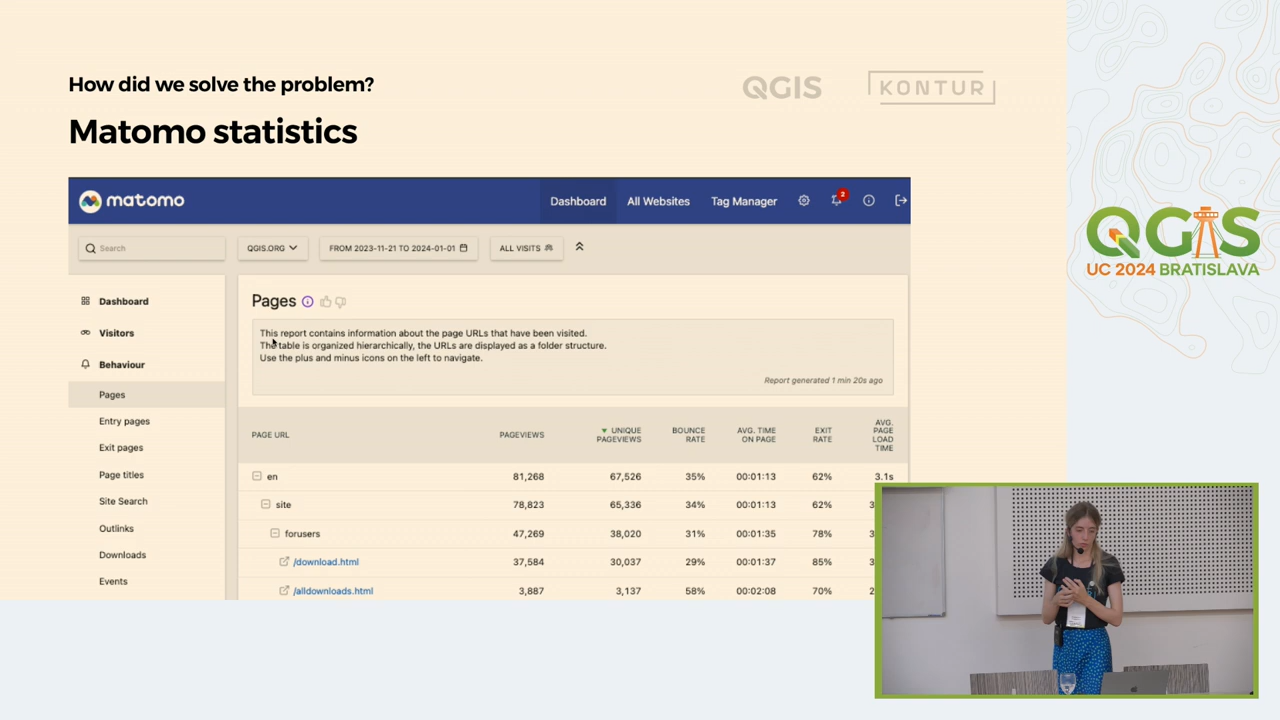 How did we solve the problem?
QGIS KONTUR
Matomo statistics
matomo
Dashboard All Websites Tag Manager 2
Search QGIS.ORG FROM 2023-11-21 TO 2024-01-01 ALL VISITS
QGIS
UC 2024 BRATISLAVA
Dashboard
Visitors
Behaviour
Pages
Entry pages
Exit pages
Page titles
Site Search
Outlinks
Downloads
Events
Pages
This report contains information about the page URLs that have been visited.
The table is organized hierarchically, the URLs are displayed as a folder structure.
Use the plus and minus icons on the left to navigate.
Report generated 1 min 20s ago
PAGE URL PAGEVIEWS UNIQUE PAGEVIEWS BOUNCE RATE AVG. TIME ON PAGE EXIT RATE AVG. PAGE LOAD TIME
en 81,268 67,526 35% 00:01:13 62% 3.1s
site 78,823 65,336 34% 00:01:13 62%
forusers 47,269 38,020 31% 00:01:35 78%
/download.html 37,584 30,037 29% 00:01:37 85%
/alldownloads.html 3,887 3,137 58% 00:02:08 70%